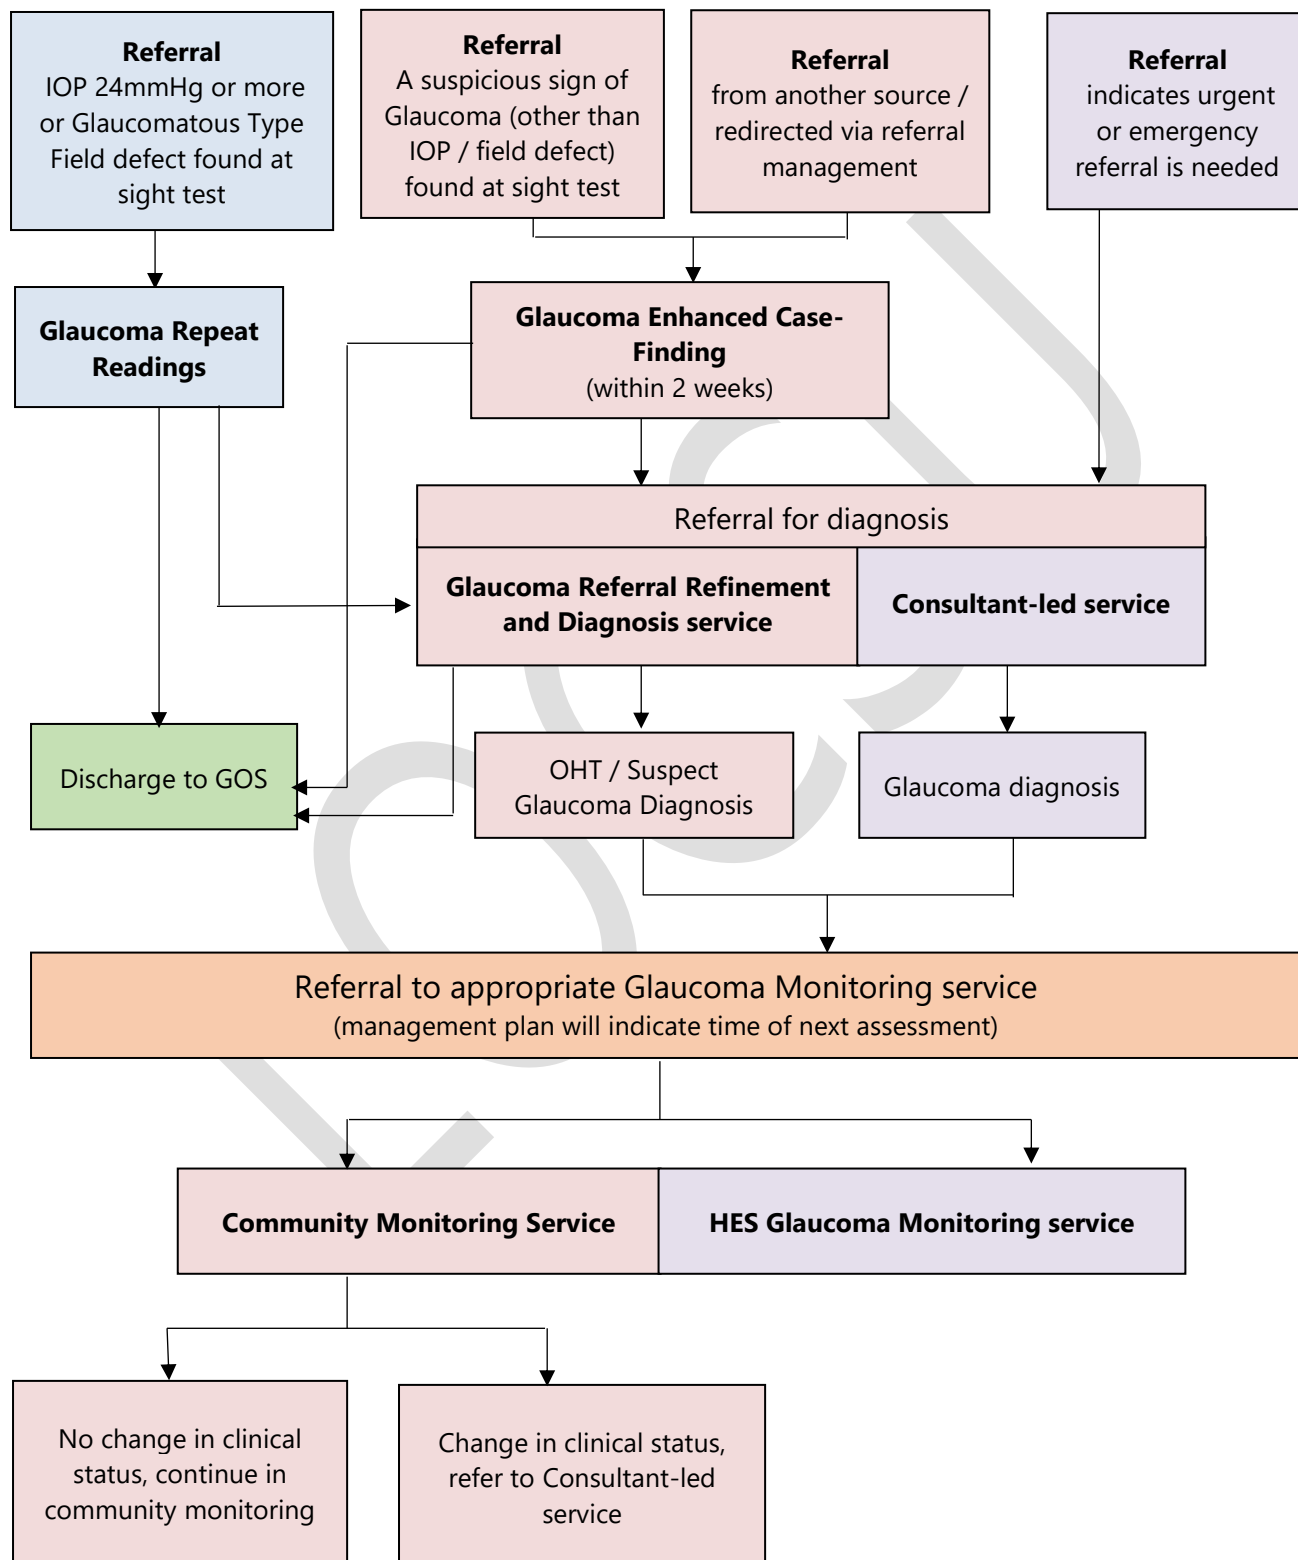 Referral
IOP 24mmHg or more
or Glaucomatous Type
Field defect found at
sight test
Referral
A suspicious sign of
Glaucoma (other than
IOP / field defect)
found at sight test
Referral
from another source /
redirected via referral
management
Referral
indicates urgent
or emergency
referral is needed
Glaucoma Repeat
Readings
Glaucoma Enhanced Case-
Finding
(within 2 weeks)
Referral for diagnosis
Glaucoma Referral Refinement
and Diagnosis service
Consultant-led service
Discharge to GOS
OHT / Suspect
Glaucoma Diagnosis
Glaucoma diagnosis
Referral to appropriate Glaucoma Monitoring service
(management plan will indicate time of next assessment)
Community Monitoring Service
HES Glaucoma Monitoring service
No change in clinical
status, continue in
community monitoring
Change in clinical status,
refer to Consultant-led
service
LOCSU